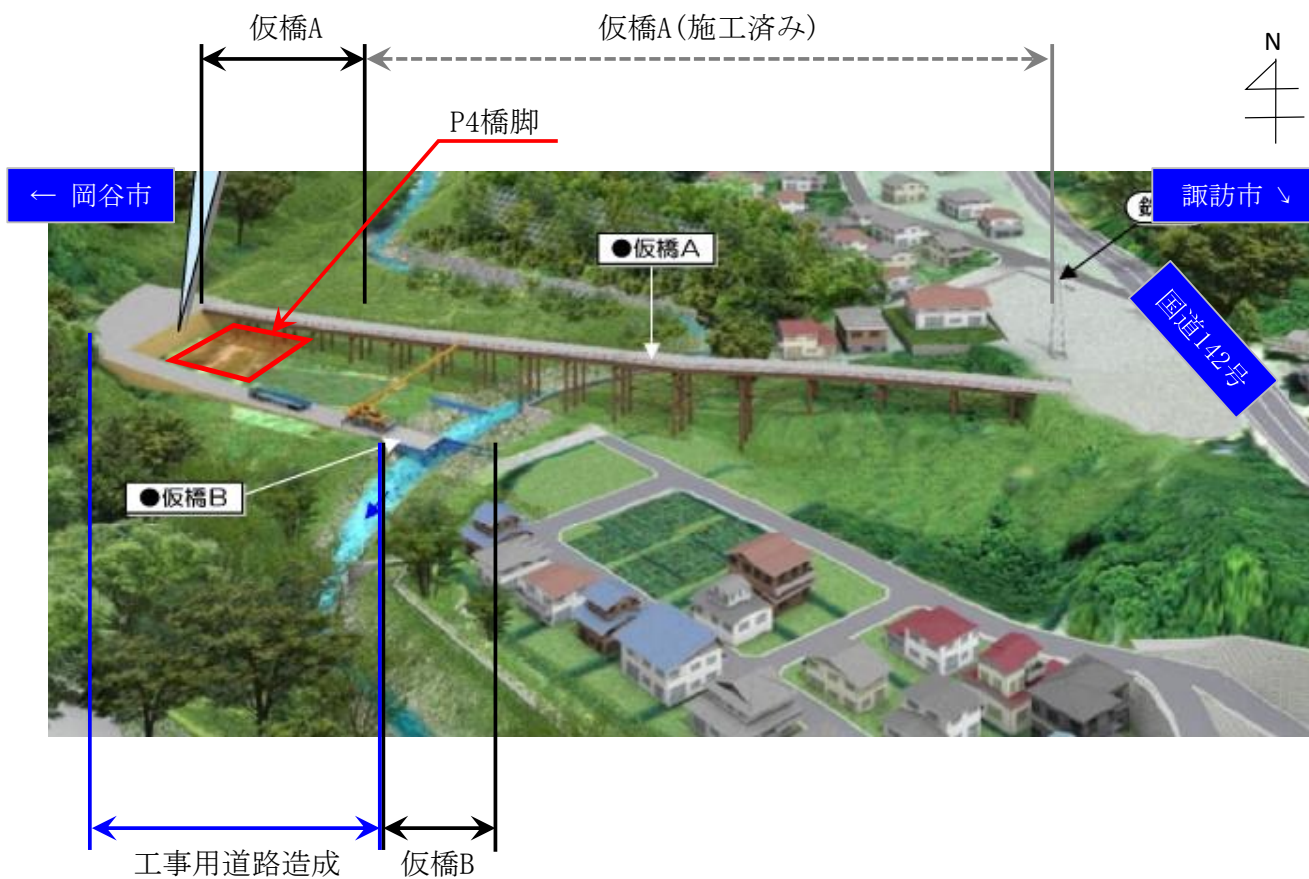 仮橋A
仮橋A(施工済み)
N
P4橋脚
← 岡谷市
諏訪市 ↘
●仮橋A
国道142号
●仮橋B
工事用道路造成
仮橋B